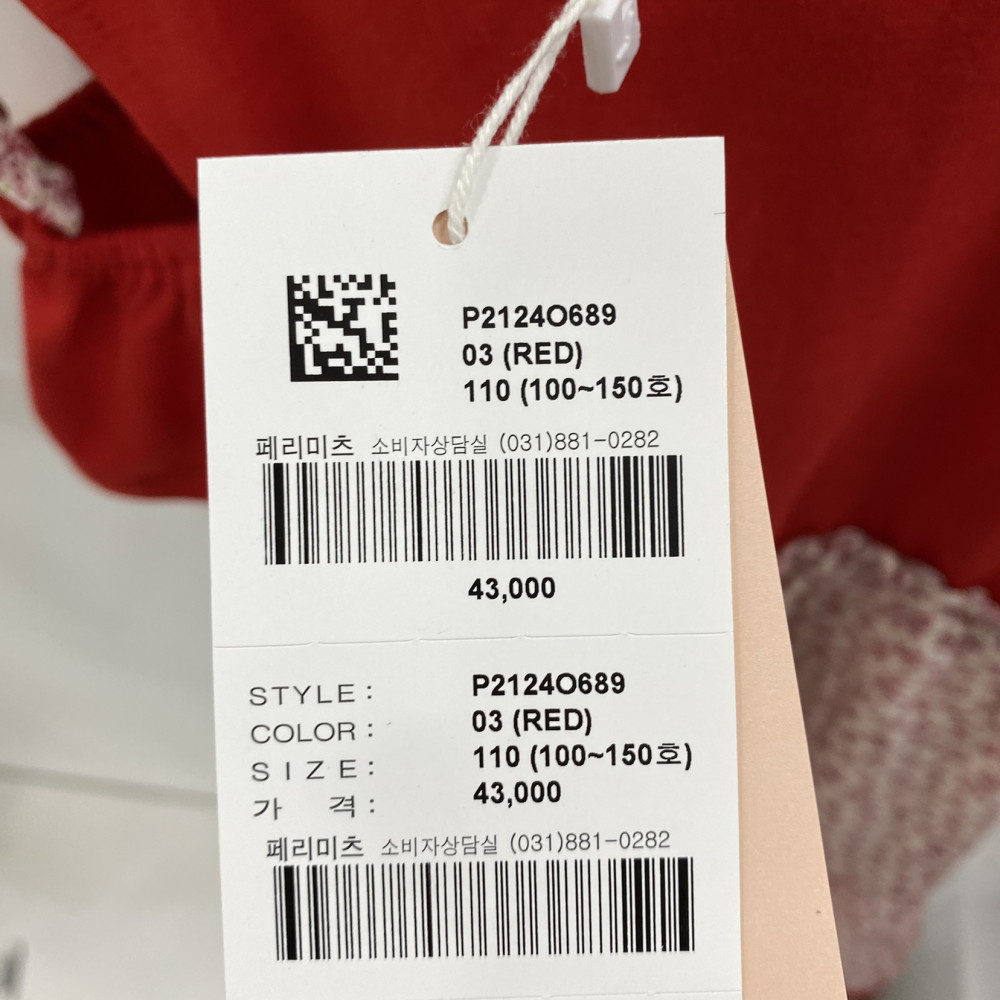 P2124O689
03 (RED)
110 (100~150호)
페리미츠 소비자상담실 (031)881-0282
43,000
STYLE : P2124O689
COLOR : 03 (RED)
SIZE : 110 (100~150호)
가 격 : 43,000
페리미츠 소비자상담실 (031)881-0282